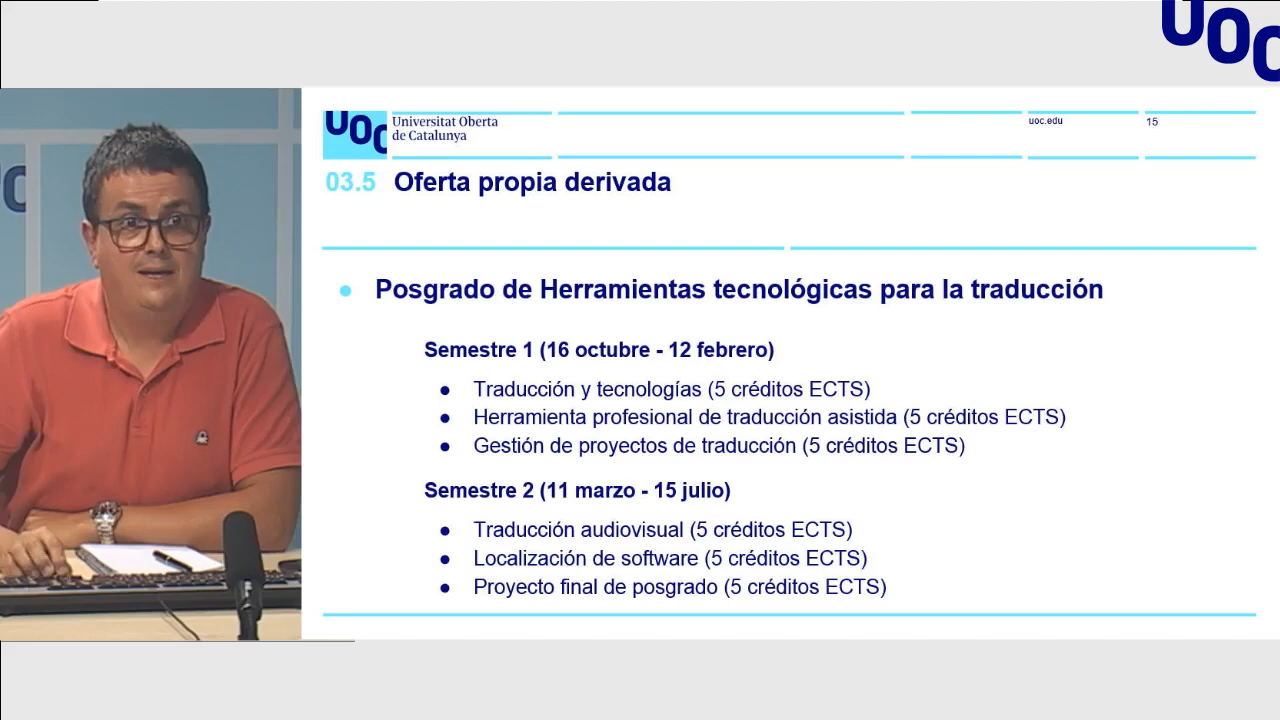 UOC
UOC
Universitat Oberta
de Catalunya
uoc.edu
15
03.5 Oferta propia derivada
Posgrado de Herramientas tecnológicas para la traducción
Semestre 1 (16 octubre - 12 febrero)
Traducción y tecnologías (5 créditos ECTS)
Herramienta profesional de traducción asistida (5 créditos ECTS)
Gestión de proyectos de traducción (5 créditos ECTS)
Semestre 2 (11 marzo - 15 julio)
Traducción audiovisual (5 créditos ECTS)
Localización de software (5 créditos ECTS)
Proyecto final de posgrado (5 créditos ECTS)